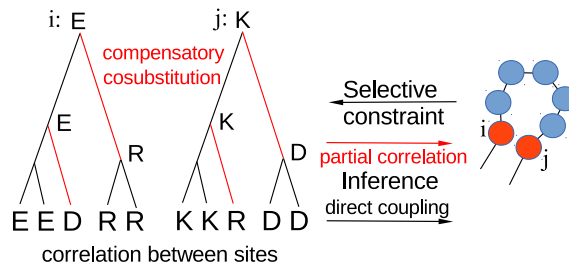 i: E
j: K
compensatory
cosubstitution
E
K
R
D
E E D R R
K K R D D
correlation between sites
Selective
constraint
partial correlation
Inference
direct coupling
i
j